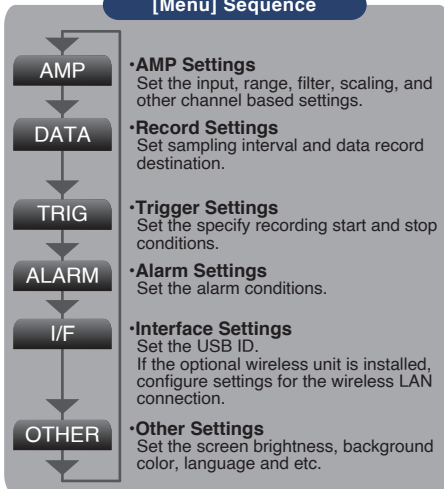 [Menu] Sequence
AMP
•AMP Settings
Set the input, range, filter, scaling, and
other channel based settings.
DATA
•Record Settings
Set sampling interval and data record
destination.
TRIG
•Trigger Settings
Set the specify recording start and stop
conditions.
ALARM
•Alarm Settings
Set the alarm conditions.
I/F
•Interface Settings
Set the USB ID.
If the optional wireless unit is installed,
configure settings for the wireless LAN
connection.
OTHER
•Other Settings
Set the screen brightness, background
color, language and etc.